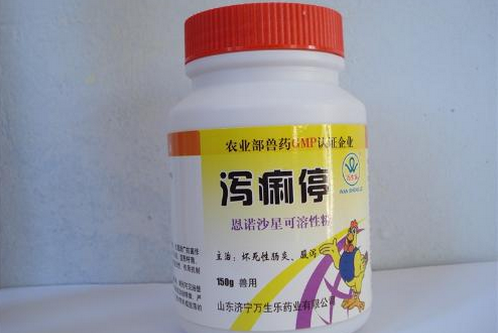 农业部兽药GMP认证企业
泻痢停
恩诺沙星可溶性粉
主治：坏死性肠炎、腹泻
150g 兽用
山东济宁万生乐药业有限公司